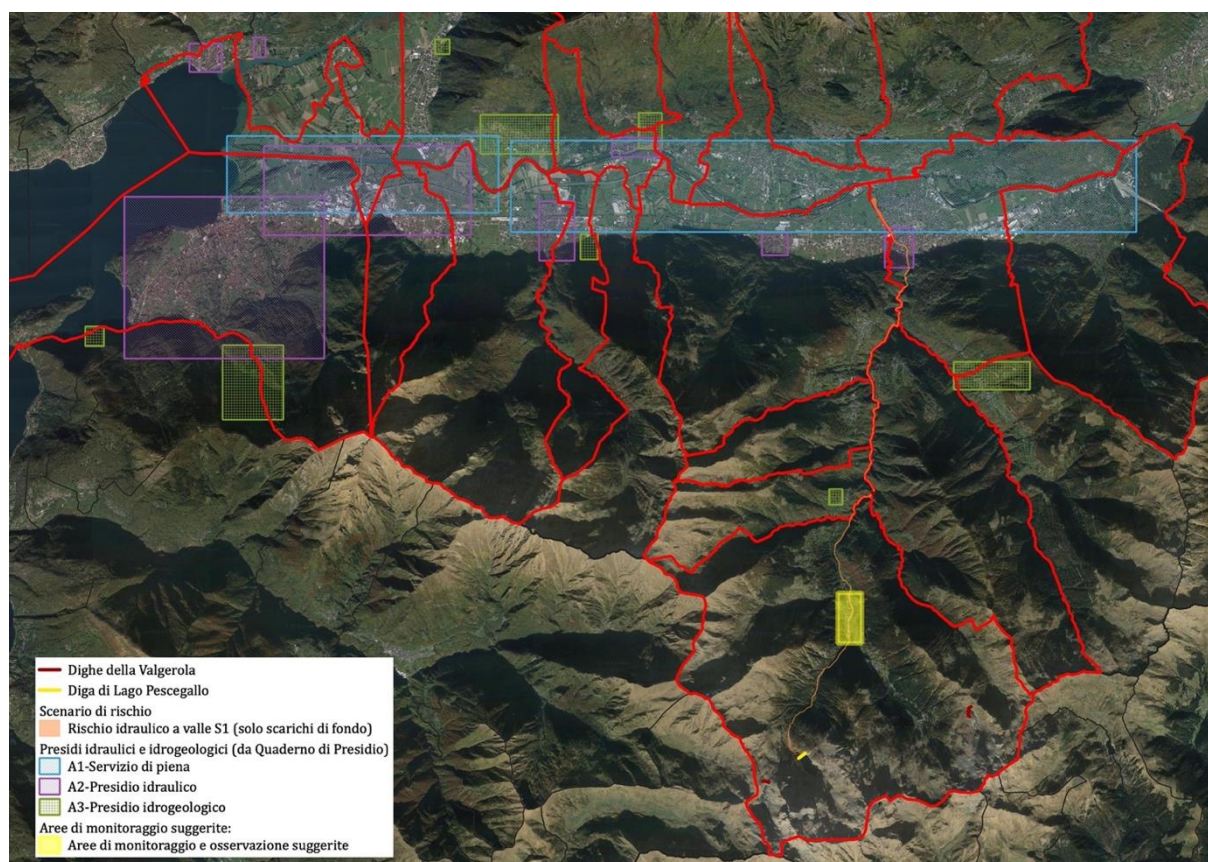 Dighe della Valgerola
Diga di Lago Pescegallo
Scenario di rischio
Rischio idraulico a valle S1 (solo scarichi di fondo)
Presidi idraulici e idrogeologici (da Quaderno di Presidio)
A1-Servizio di piena
A2-Presidio idraulico
A3-Presidio idrogeologico
Aree di monitoraggio suggerite:
Aree di monitoraggio e osservazione suggerite